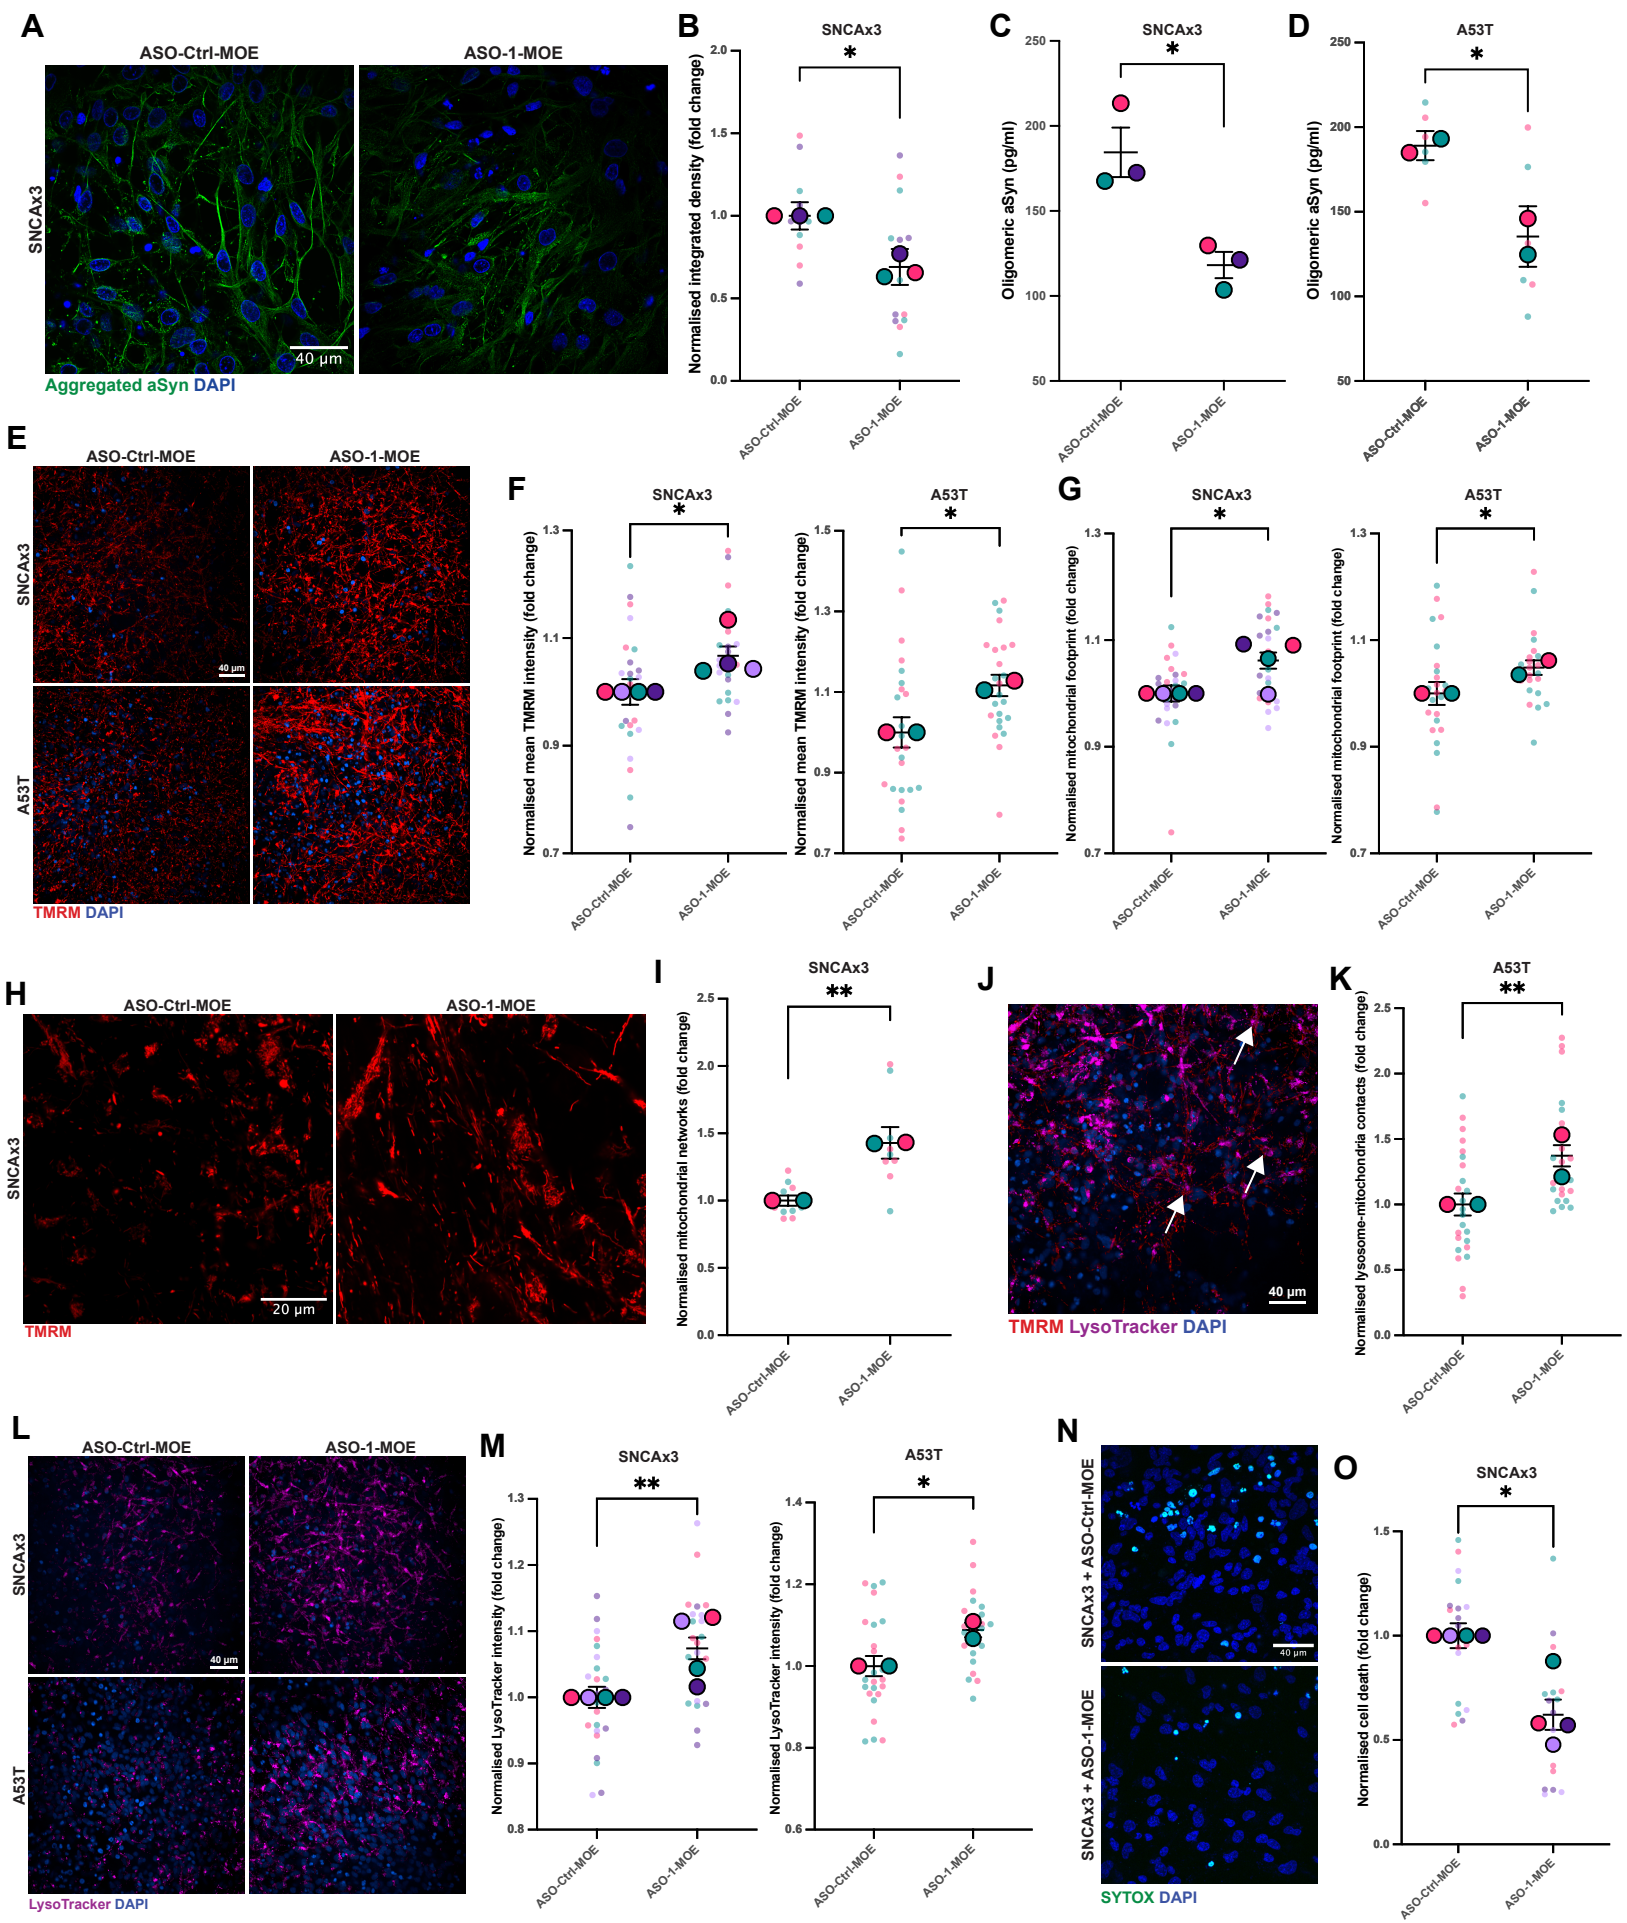 A
ASO-Ctrl-MOE
ASO-1-MOE
SNCAx3
40 µm
Aggregated aSyn DAPI
B
SNCAx3
*
Normalised integrated density (fold change)
2.0
1.5
1.0
0.5
0.0
ASO-Ctrl-MOE
ASO-1-MOE
C
SNCAx3
*
Oligomeric aSyn (pg/ml)
250
200
150
100
50
ASO-Ctrl-MOE
ASO-1-MOE
D
A53T
*
Oligomeric aSyn (pg/ml)
250
200
150
100
50
ASO-Ctrl-MOE
ASO-1-MOE
E
ASO-Ctrl-MOE
ASO-1-MOE
SNCAx3
40 µm
A53T
TMRM DAPI
F
SNCAx3
*
Normalised mean TMRM intensity (fold change)
1.3
1.1
0.9
0.7
ASO-Ctrl-MOE
ASO-1-MOE
A53T
*
Normalised mean TMRM intensity (fold change)
1.5
1.3
1.1
0.9
0.7
ASO-Ctrl-MOE
ASO-1-MOE
G
SNCAx3
*
Normalised mitochondrial footprint (fold change)
1.3
1.1
0.9
0.7
ASO-Ctrl-MOE
ASO-1-MOE
A53T
*
Normalised mitochondrial footprint (fold change)
1.3
1.1
0.9
0.7
ASO-Ctrl-MOE
ASO-1-MOE
H
ASO-Ctrl-MOE
ASO-1-MOE
SNCAx3
20 µm
TMRM
I
SNCAx3
**
Normalised mitochondrial networks (fold change)
2.5
2.0
1.5
1.0
0.5
0.0
ASO-Ctrl-MOE
ASO-1-MOE
J
40 µm
TMRM LysoTracker DAPI
K
A53T
**
Normalised lysosome-mitochondria contacts (fold change)
2.5
2.0
1.5
1.0
0.5
0.0
ASO-Ctrl-MOE
ASO-1-MOE
L
ASO-Ctrl-MOE
ASO-1-MOE
SNCAx3
40 µm
A53T
LysoTracker DAPI
M
SNCAx3
**
Normalised LysoTracker intensity (fold change)
1.3
1.2
1.1
1.0
0.9
0.8
ASO-Ctrl-MOE
ASO-1-MOE
A53T
*
Normalised LysoTracker intensity (fold change)
1.4
1.2
1.0
0.8
0.6
ASO-Ctrl-MOE
ASO-1-MOE
N
SNCAx3 + ASO-Ctrl-MOE
40 µm
SNCAx3 + ASO-1-MOE
SYTOX DAPI
O
SNCAx3
*
Normalised cell death (fold change)
1.5
1.0
0.5
0.0
ASO-Ctrl-MOE
ASO-1-MOE